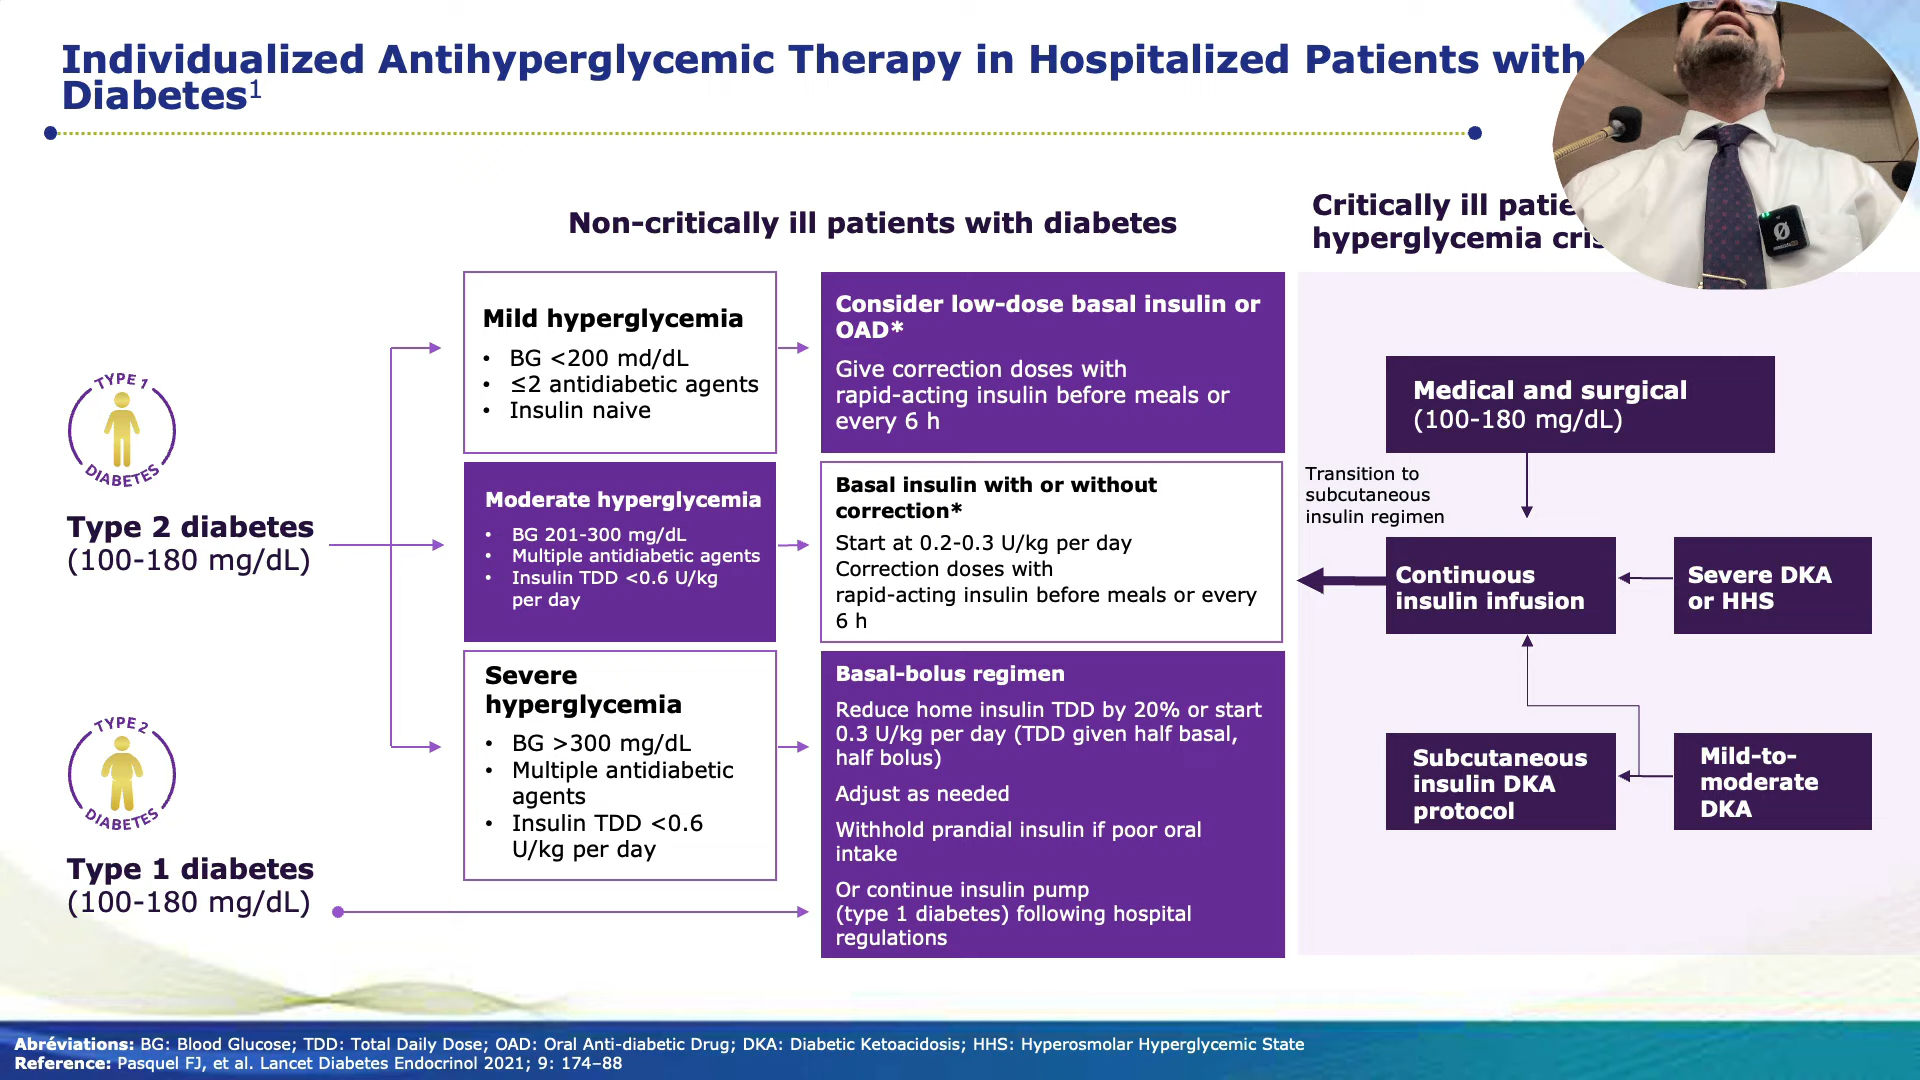 Individualized Antihyperglycemic Therapy in Hospitalized Patients with
Diabetes1
Non-critically ill patients with diabetes
Critically ill
hyperglycemia
Mild hyperglycemia
• BG <200 md/dL
• ≤2 antidiabetic agents
• Insulin naive
Consider low-dose basal insulin or
OAD*
Give correction doses with
rapid-acting insulin before meals or
every 6 h
TYPE 1
DIABETES
Type 2 diabetes
(100-180 mg/dL)
Moderate hyperglycemia
• BG 201-300 mg/dL
• Multiple antidiabetic agents
• Insulin TDD <0.6 U/kg
per day
Basal insulin with or without
correction*
Start at 0.2-0.3 U/kg per day
Correction doses with
rapid-acting insulin before meals or every
6 h
Severe
hyperglycemia
• BG >300 mg/dL
• Multiple antidiabetic
agents
• Insulin TDD <0.6
U/kg per day
Basal-bolus regimen
Reduce home insulin TDD by 20% or start
0.3 U/kg per day (TDD given half basal,
half bolus)
Adjust as needed
Withhold prandial insulin if poor oral
intake
Or continue insulin pump
(type 1 diabetes) following hospital
regulations
TYPE 2
DIABETES
Type 1 diabetes
(100-180 mg/dL)
Medical and surgical
(100-180 mg/dL)
Transition to
subcutaneous
insulin regimen
Continuous
insulin infusion
Severe DKA
or HHS
Subcutaneous
insulin DKA
protocol
Mild-to-
moderate
DKA
Abréviations: BG: Blood Glucose; TDD: Total Daily Dose; OAD: Oral Anti-diabetic Drug; DKA: Diabetic Ketoacidosis; HHS: Hyperosmolar Hyperglycemic State
Reference: Pasquel FJ, et al. Lancet Diabetes Endocrinol 2021; 9: 174–88